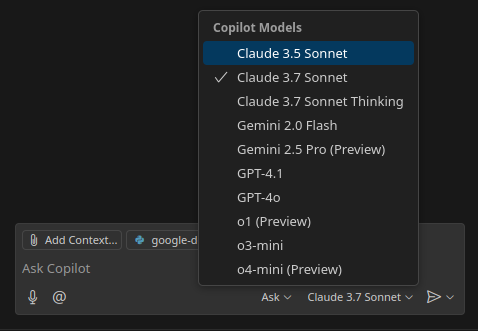 Copilot Models
Claude 3.5 Sonnet
Claude 3.7 Sonnet
Claude 3.7 Sonnet Thinking
Gemini 2.0 Flash
Gemini 2.5 Pro (Preview)
GPT-4.1
GPT-4o
o1 (Preview)
o3-mini
o4-mini (Preview)
Add Context... google-d
Ask Copilot
@ Ask Claude 3.7 Sonnet